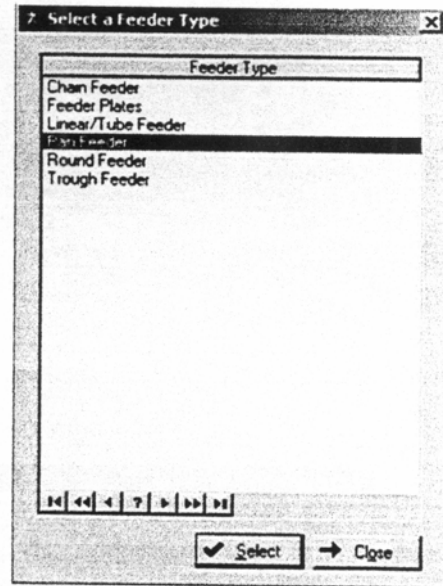 Select a Feeder Type
Feeder Type
Chain Feeder
Feeder Plates
Linear/Tube Feeder
Pan Feeder
Round Feeder
Trough Feeder
?
Select
Close